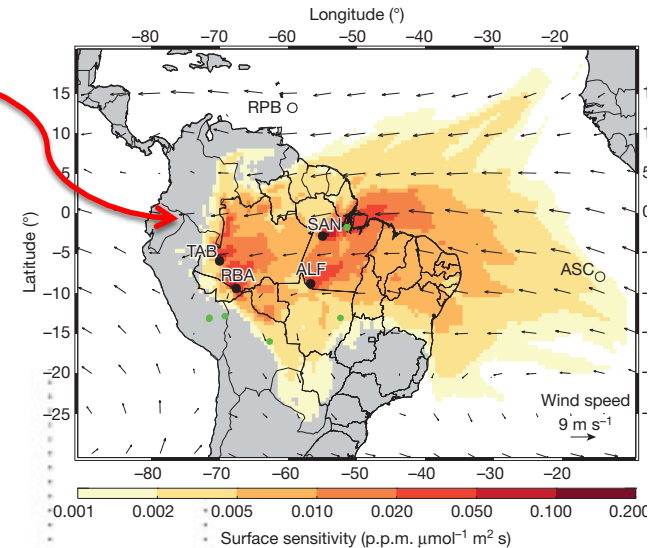 Longitude (°)
−80 −70 −60 −50 −40 −30 −20
15
10
5
0
−5
−10
−15
−20
−25
Latitude (°)
RPB
SAN
TAB
RBA
ALF
ASC
Wind speed
9 m s⁻¹
−80 −70 −60 −50 −40 −30 −20
0.001 0.002 0.005 0.010 0.020 0.050 0.100 0.200
Surface sensitivity (p.p.m. μmol⁻¹ m² s)